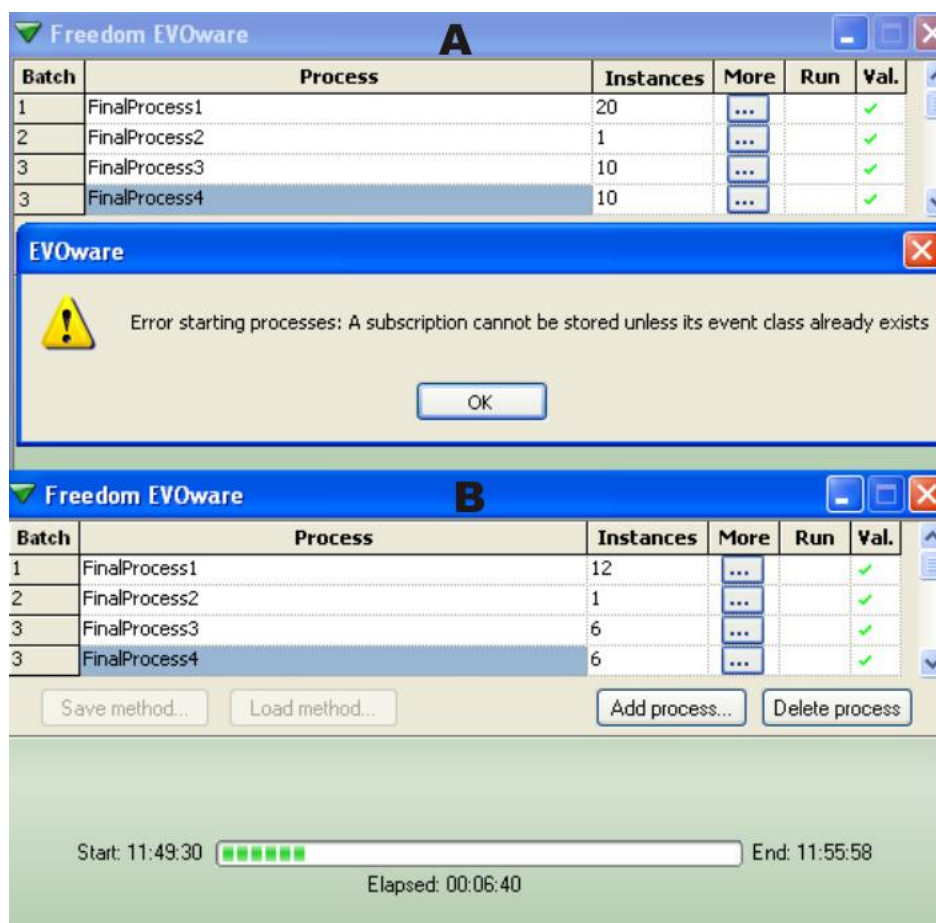 Freedom EVOware A
Batch Process Instances More Run Val.
1 FinalProcess1 20 ...
2 FinalProcess2 1 ...
3 FinalProcess3 10 ...
3 FinalProcess4 10 ...
EVOware
Error starting processes: A subscription cannot be stored unless its event class already exists
OK
Freedom EVOware B
Batch Process Instances More Run Val.
1 FinalProcess1 12 ...
2 FinalProcess2 1 ...
3 FinalProcess3 6 ...
3 FinalProcess4 6 ...
Save method... Load method... Add process... Delete process
Start: 11:49:30 End: 11:55:58
Elapsed: 00:06:40